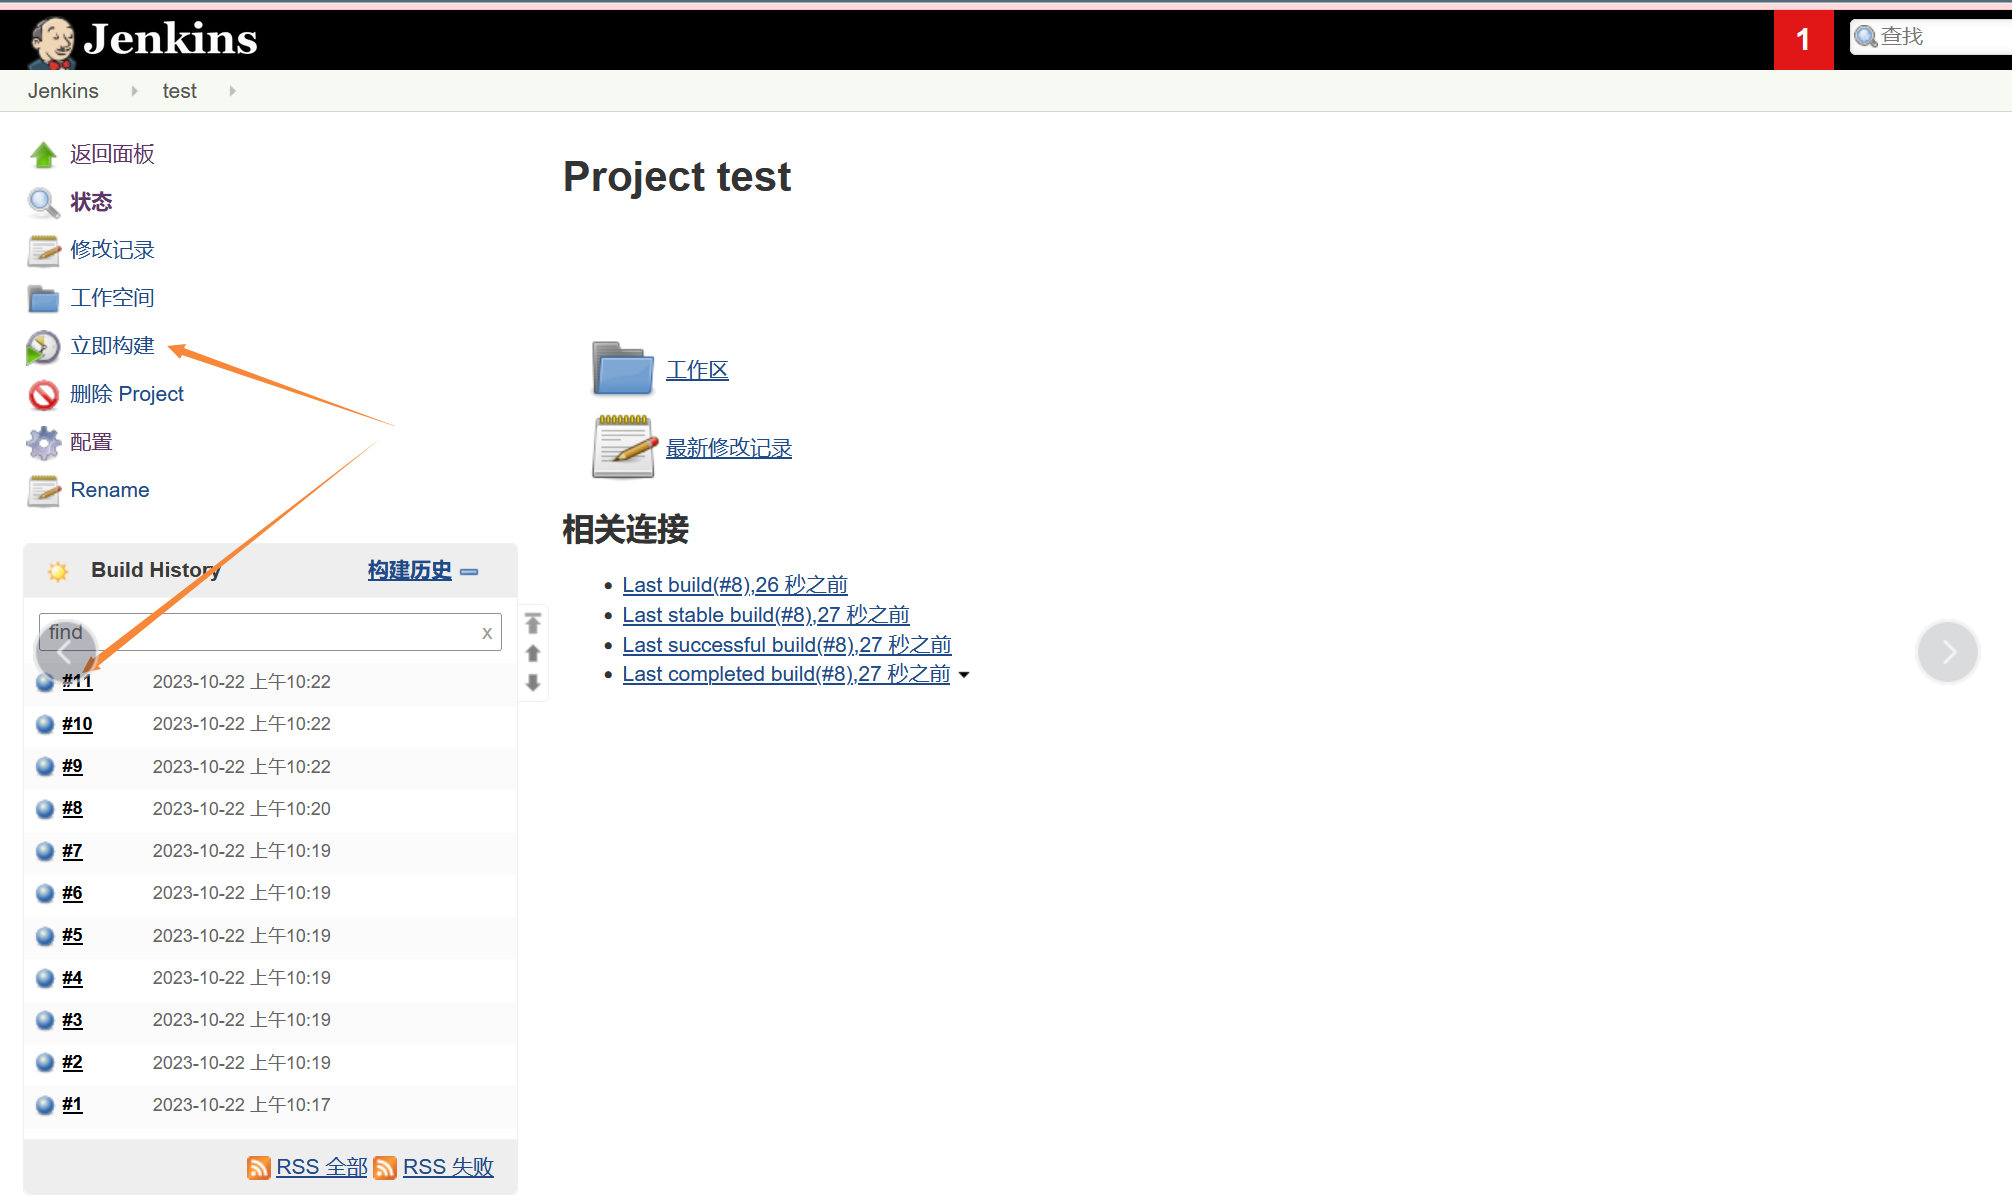 Jenkins
1
查找
Jenkins
test
返回面板
状态
修改记录
工作空间
立即构建
删除 Project
配置
Rename
Build History
构建历史
find
x
#11 2023-10-22 上午10:22
#10 2023-10-22 上午10:22
#9 2023-10-22 上午10:22
#8 2023-10-22 上午10:20
#7 2023-10-22 上午10:19
#6 2023-10-22 上午10:19
#5 2023-10-22 上午10:19
#4 2023-10-22 上午10:19
#3 2023-10-22 上午10:19
#2 2023-10-22 上午10:19
#1 2023-10-22 上午10:17
RSS 全部 RSS 失败
Project test
工作区
最新修改记录
相关连接
Last build(#8),26 秒之前
Last stable build(#8),27 秒之前
Last successful build(#8),27 秒之前
Last completed build(#8),27 秒之前